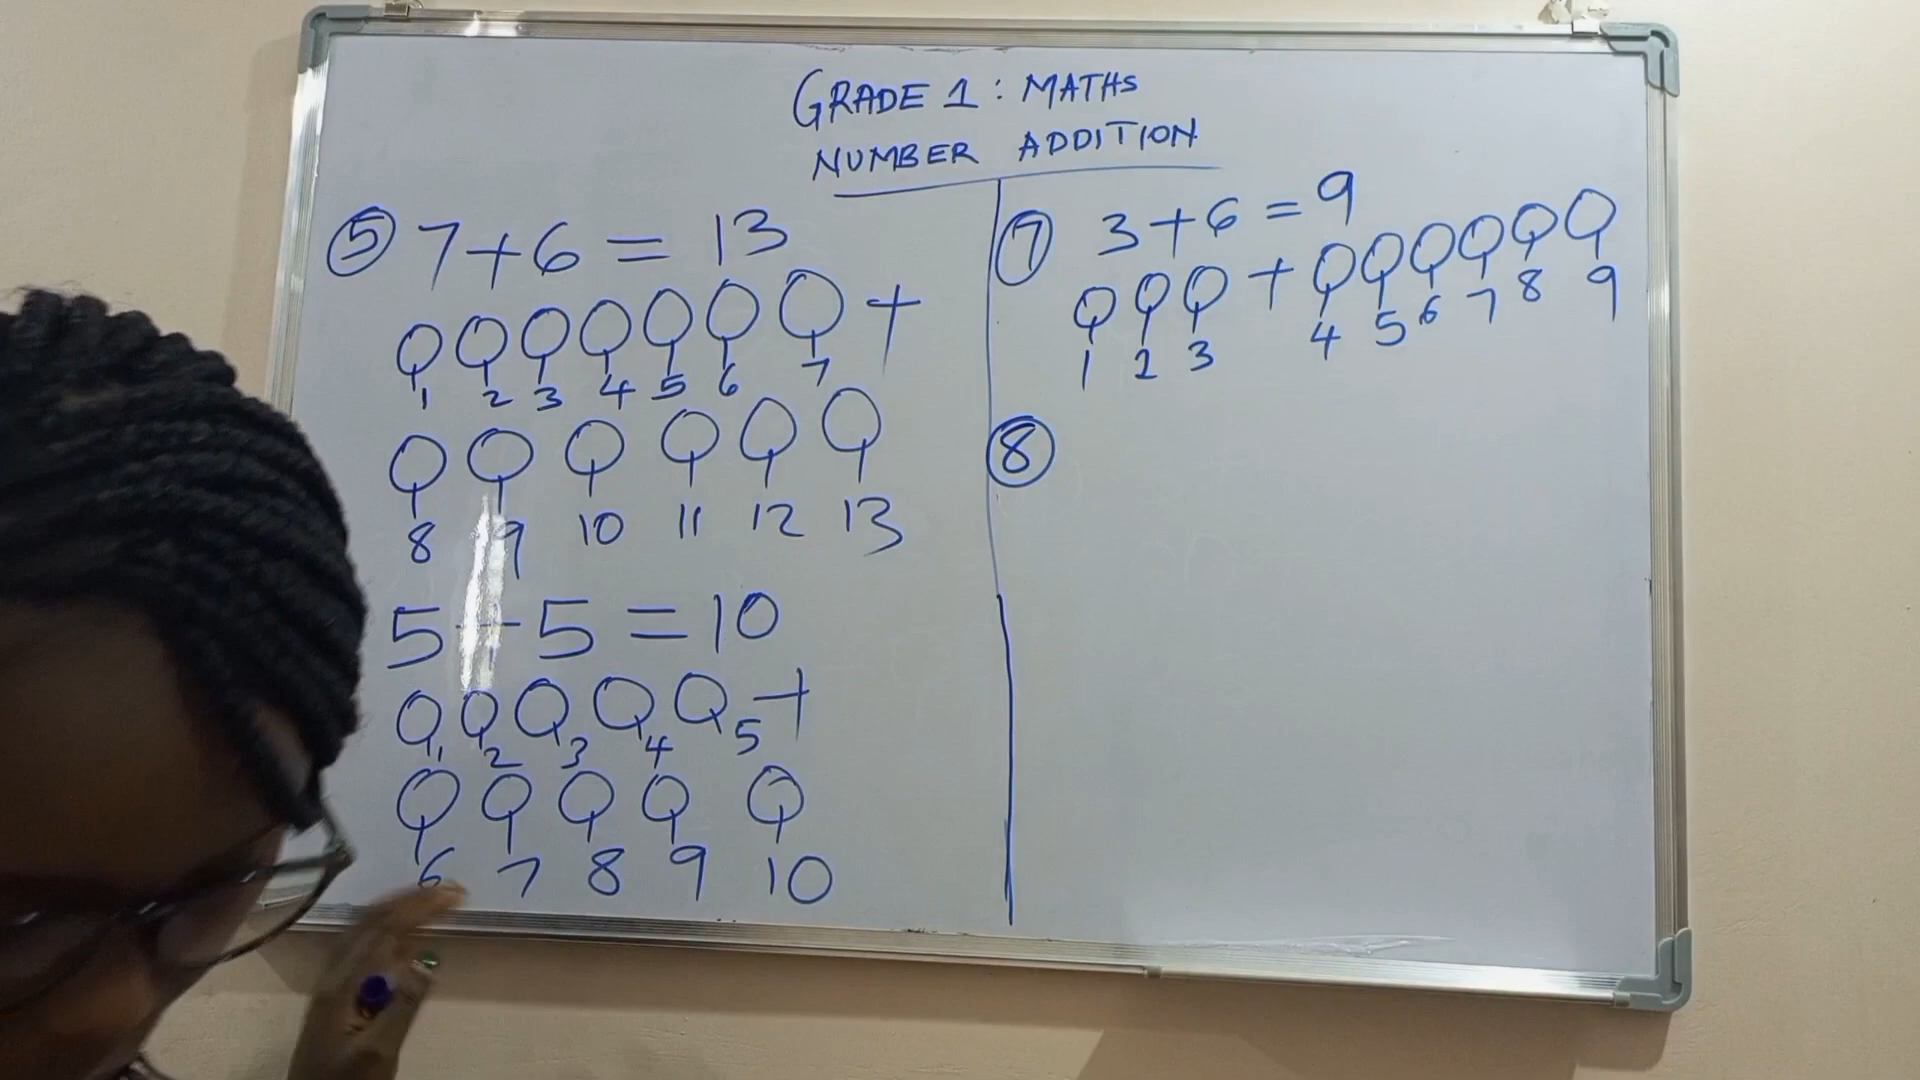 GRADE 1 : MATHS
NUMBER ADDITION
5 7+6 = 13
+
1 2 3 4 5 6 7
8 9 10 11 12 13
5+5 = 10
+
1 2 3 4 5
6 7 8 9 10
7 3+6 = 9
+
1 2 3 4 5 6 7 8 9
8